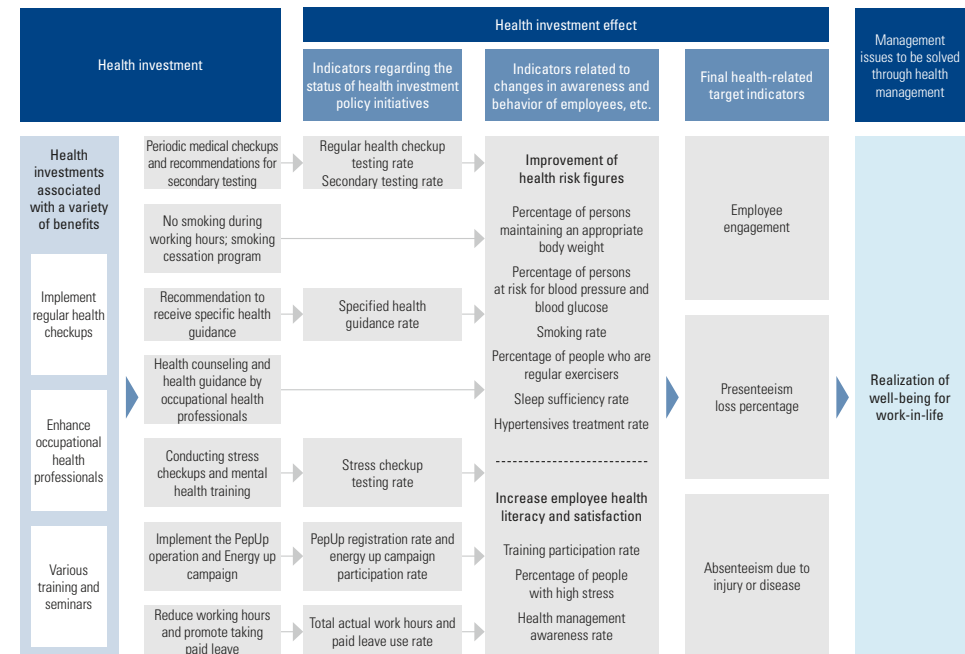 Health investment
Health investment effect
Indicators regarding the
status of health investment
policy initiatives
Indicators related to
changes in awareness and
behavior of employees, etc.
Final health-related
target indicators
Management
issues to be solved
through health
management
Health
investments
associated
with a variety
of benefits
Implement
regular health
checkups
Enhance
occupational
health
professionals
Various
training and
seminars
Periodic medical checkups
and recommendations for
secondary testing
No smoking during
working hours; smoking
cessation program
Recommendation to
receive specific health
guidance
Health counseling and
health guidance by
occupational health
professionals
Conducting stress
checkups and mental
health training
Implement the PepUp
operation and Energy up
campaign
Reduce working hours
and promote taking
paid leave
Regular health checkup
testing rate
Secondary testing rate
Specified health
guidance rate
Stress checkup
testing rate
PepUp registration rate and
energy up campaign
participation rate
Total actual work hours and
paid leave use rate
Improvement of
health risk figures
Percentage of persons
maintaining an appropriate
body weight
Percentage of persons
at risk for blood pressure and
blood glucose
Smoking rate
Percentage of people who are
regular exercisers
Sleep sufficiency rate
Hypertensives treatment rate
Increase employee health
literacy and satisfaction
Training participation rate
Percentage of people
with high stress
Health management
awareness rate
Employee
engagement
Presenteeism
loss percentage
Absenteeism due to
injury or disease
Realization of
well-being for
work-in-life